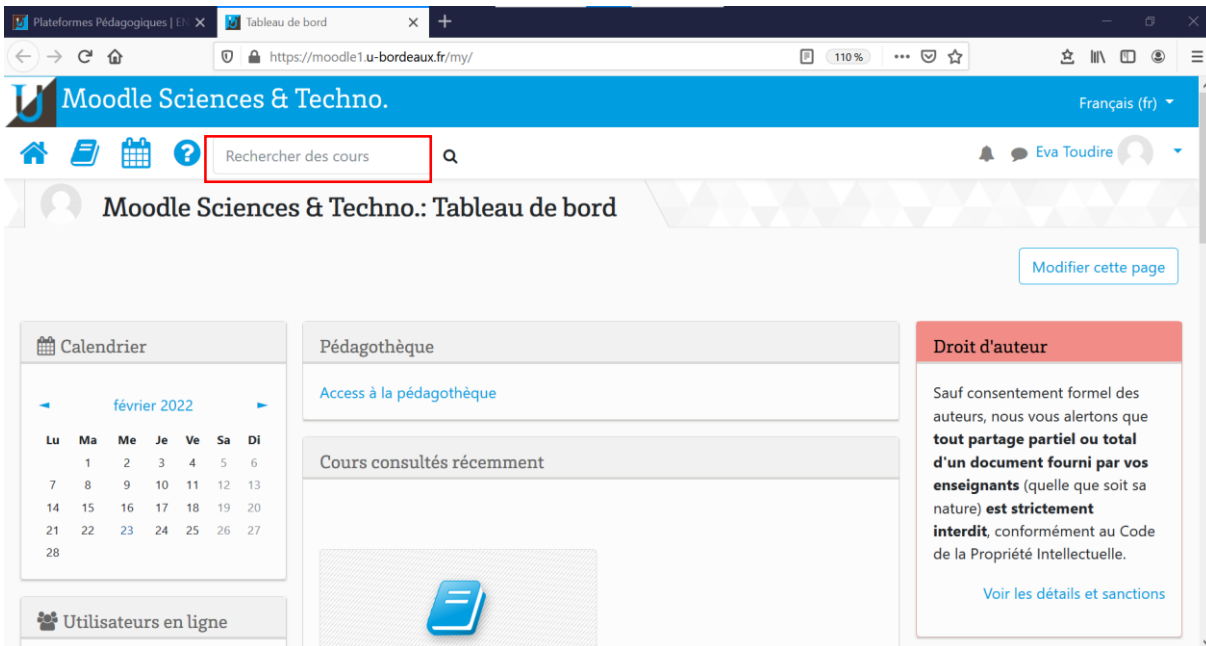 Plateformes Pédagogiques | EN
Tableau de bord
https://moodle1.u-bordeaux.fr/my/
110 %
Moodle Sciences & Techno.
Français (fr)
Rechercher des cours
Eva Toudire
Moodle Sciences & Techno.: Tableau de bord
Modifier cette page
Calendrier
février 2022
Lu Ma Me Je Ve Sa Di
1 2 3 4 5 6
7 8 9 10 11 12 13
14 15 16 17 18 19 20
21 22 23 24 25 26 27
28
Utilisateurs en ligne
Pédagothèque
Access à la pédagothèque
Cours consultés récemment
Droit d'auteur
Sauf consentement formel des
auteurs, nous vous alertons que
tout partage partiel ou total
d'un document fourni par vos
enseignants (quelle que soit sa
nature) est strictement
interdit, conformément au Code
de la Propriété Intellectuelle.
Voir les détails et sanctions